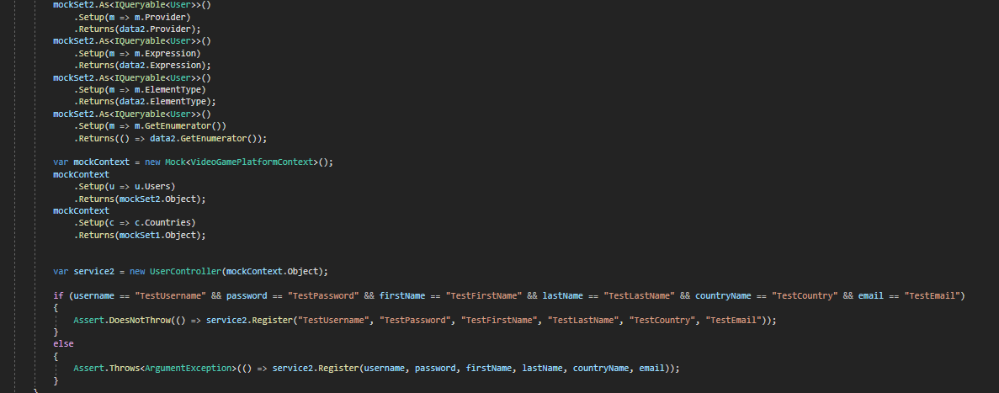 mockSet2.As<IQueryable<User>>()
.Setup(m => m.Provider)
.Returns(data2.Provider);
mockSet2.As<IQueryable<User>>()
.Setup(m => m.Expression)
.Returns(data2.Expression);
mockSet2.As<IQueryable<User>>()
.Setup(m => m.ElementType)
.Returns(data2.ElementType);
mockSet2.As<IQueryable<User>>()
.Setup(m => m.GetEnumerator())
.Returns(() => data2.GetEnumerator());
var mockContext = new Mock<VideoGamePlatformContext>();
mockContext
.Setup(u => u.Users)
.Returns(mockSet2.Object);
mockContext
.Setup(c => c.Countries)
.Returns(mockSet1.Object);
var service2 = new UserController(mockContext.Object);
if (username == "TestUsername" && password == "TestPassword" && firstName == "TestFirstName" && lastName == "TestLastName" && countryName == "TestCountry" && email == "TestEmail")
{
Assert.DoesNotThrow(() => service2.Register("TestUsername", "TestPassword", "TestFirstName", "TestLastName", "TestCountry", "TestEmail"));
}
else
{
Assert.Throws<ArgumentException>(() => service2.Register(username, password, firstName, lastName, countryName, email));
}
}